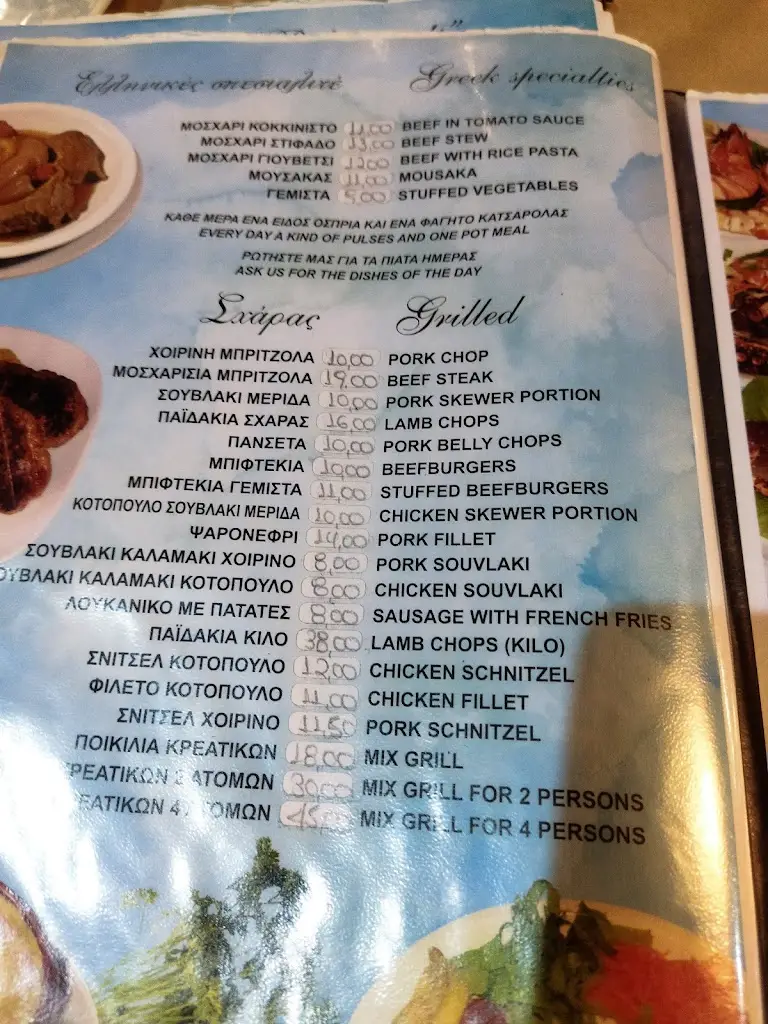 Ελληνικές σπεσιαλιτέ Greek specialties
ΜΟΣΧΑΡΙ ΚΟΚΚΙΝΙΣΤΟ 11,00 BEEF IN TOMATO SAUCE
ΜΟΣΧΑΡΙ ΣΤΙΦΑΔΟ 13,00 BEEF STEW
ΜΟΣΧΑΡΙ ΓΙΟΥΒΕΤΣΙ 12,00 BEEF WITH RICE PASTA
ΜΟΥΣΑΚΑΣ 11,00 MOUSAKA
ΓΕΜΙΣΤΑ 9,00 STUFFED VEGETABLES
ΚΑΘΕ ΜΕΡΑ ΕΝΑ ΕΙΔΟΣ ΟΣΠΡΙΑ ΚΑΙ ΕΝΑ ΦΑΓΗΤΟ ΚΑΤΣΑΡΟΛΑΣ
EVERY DAY A KIND OF PULSES AND ONE POT MEAL
ΡΩΤΗΣΤΕ ΜΑΣ ΓΙΑ ΤΑ ΠΙΑΤΑ ΗΜΕΡΑΣ
ASK US FOR THE DISHES OF THE DAY
Σχάρας Grilled
ΧΟΙΡΙΝΗ ΜΠΡΙΤΖΟΛΑ 10,00 PORK CHOP
ΜΟΣΧΑΡΙΣΙΑ ΜΠΡΙΤΖΟΛΑ 19,00 BEEF STEAK
ΣΟΥΒΛΑΚΙ ΜΕΡΙΔΑ 10,00 PORK SKEWER PORTION
ΠΑΪΔΑΚΙΑ ΣΧΑΡΑΣ 16,00 LAMB CHOPS
ΠΑΝΣΕΤΑ 10,00 PORK BELLY CHOPS
ΜΠΙΦΤΕΚΙΑ 10,00 BEEFBURGERS
ΜΠΙΦΤΕΚΙΑ ΓΕΜΙΣΤΑ 11,00 STUFFED BEEFBURGERS
ΚΟΤΟΠΟΥΛΟ ΣΟΥΒΛΑΚΙ ΜΕΡΙΔΑ 10,00 CHICKEN SKEWER PORTION
ΨΑΡΟΝΕΦΡΙ 14,00 PORK FILLET
ΣΟΥΒΛΑΚΙ ΚΑΛΑΜΑΚΙ ΧΟΙΡΙΝΟ 8,00 PORK SOUVLAKI
ΟΥΒΛΑΚΙ ΚΑΛΑΜΑΚΙ ΚΟΤΟΠΟΥΛΟ 8,00 CHICKEN SOUVLAKI
ΛΟΥΚΑΝΙΚΟ ΜΕ ΠΑΤΑΤΕΣ 8,00 SAUSAGE WITH FRENCH FRIES
ΠΑΪΔΑΚΙΑ ΚΙΛΟ 38,00 LAMB CHOPS (KILO)
ΣΝΙΤΣΕΛ ΚΟΤΟΠΟΥΛΟ 12,00 CHICKEN SCHNITZEL
ΦΙΛΕΤΟ ΚΟΤΟΠΟΥΛΟ 11,00 CHICKEN FILLET
ΣΝΙΤΣΕΛ ΧΟΙΡΙΝΟ 11,50 PORK SCHNITZEL
ΠΟΙΚΙΛΙΑ ΚΡΕΑΤΙΚΩΝ 18,00 MIX GRILL
ΡΕΑΤΙΚΩΝ 2 ΑΤΟΜΩΝ 30,00 MIX GRILL FOR 2 PERSONS
ΕΑΤΙΚΩΝ 4 ΑΤΟΜΩΝ 45,00 MIX GRILL FOR 4 PERSONS